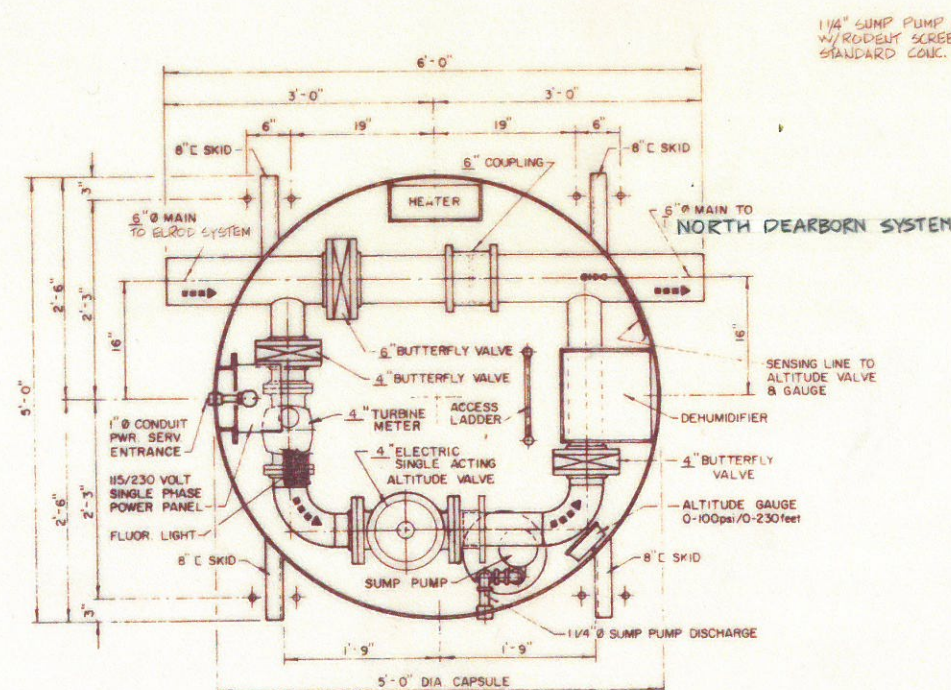 1 1/4" SUMP PUMP
W/RODENT SCREE
STANDARD CONC.
6'-0"
3'-0"
3'-0"
6"
19"
19"
6"
8"[ SKID
6" COUPLING
8"[ SKID
3"
HEATER
6"Ø MAIN
TO ELROD SYSTEM
6"Ø MAIN TO
NORTH DEARBORN SYSTEM
2'-6"
2'-3"
16"
16"
5'-0"
6" BUTTERFLY VALVE
4" BUTTERFLY VALVE
SENSING LINE TO
ALTITUDE VALVE
& GAUGE
4" TURBINE
METER
ACCESS
LADDER
DEHUMIDIFIER
1"Ø CONDUIT
PWR. SERV
ENTRANCE
4" ELECTRIC
SINGLE ACTING
ALTITUDE VALVE
4" BUTTERFLY
VALVE
115/230 VOLT
SINGLE PHASE
POWER PANEL
2'-6"
2'-3"
ALTITUDE GAUGE
0-100psi/0-230feet
FLUOR. LIGHT
8"[ SKID
8"[ SKID
SUMP PUMP
3"
1 1/4"Ø SUMP PUMP DISCHARGE
1'-9"
1'-9"
5'-0" DIA. CAPSULE